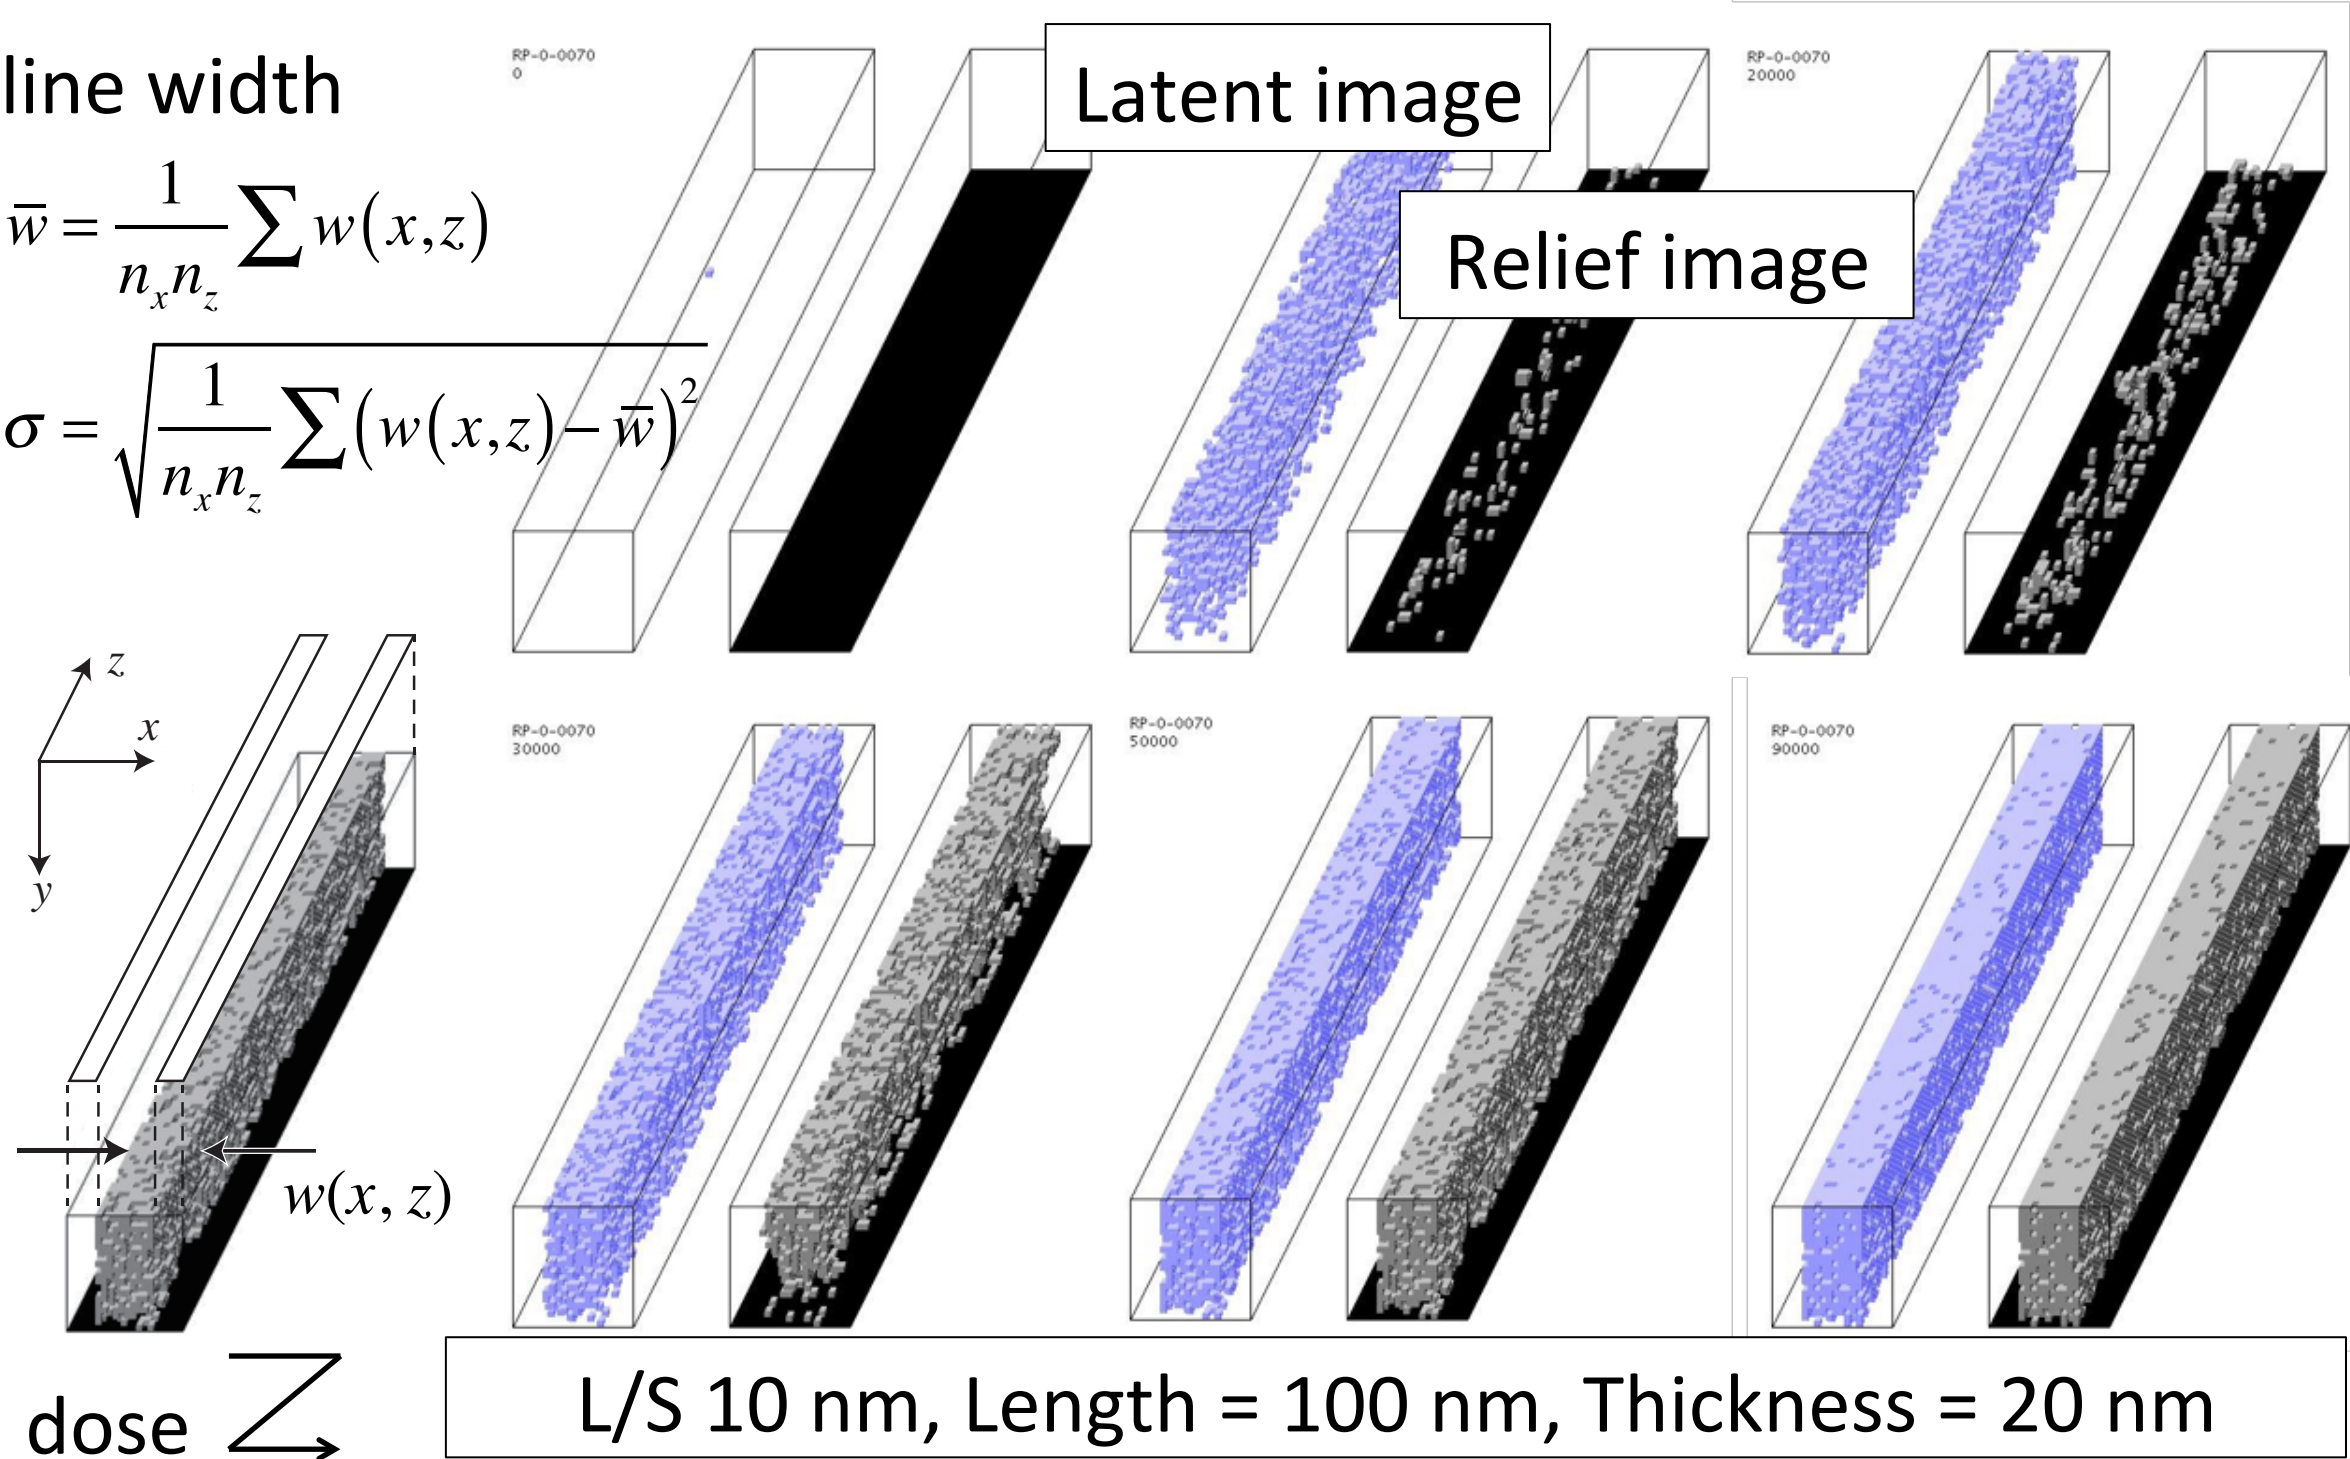 line width
w̄ = 1/(n_x n_z) ∑ w(x,z)
σ = √(1/(n_x n_z) ∑ (w(x,z) − w̄)²)
RP-0-0070
0
Latent image
Relief image
RP-0-0070
20000
z
x
y
w(x, z)
RP-0-0070
30000
RP-0-0070
50000
RP-0-0070
90000
dose
L/S 10 nm, Length = 100 nm, Thickness = 20 nm